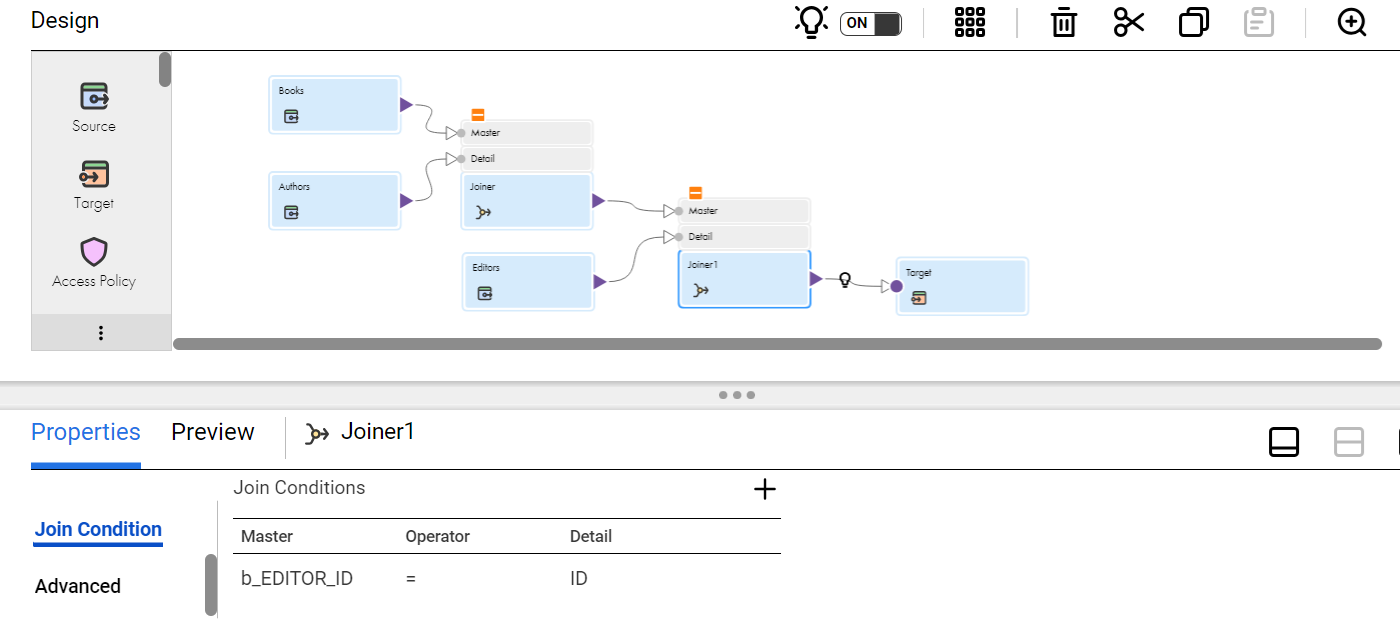 Design
ON
Source
Target
Access Policy
Books
Master
Detail
Authors
Joiner
Master
Detail
Editors
Joiner1
Target
Properties
Preview
Joiner1
Join Conditions
Join Condition
Advanced
Master Operator Detail
b_EDITOR_ID = ID